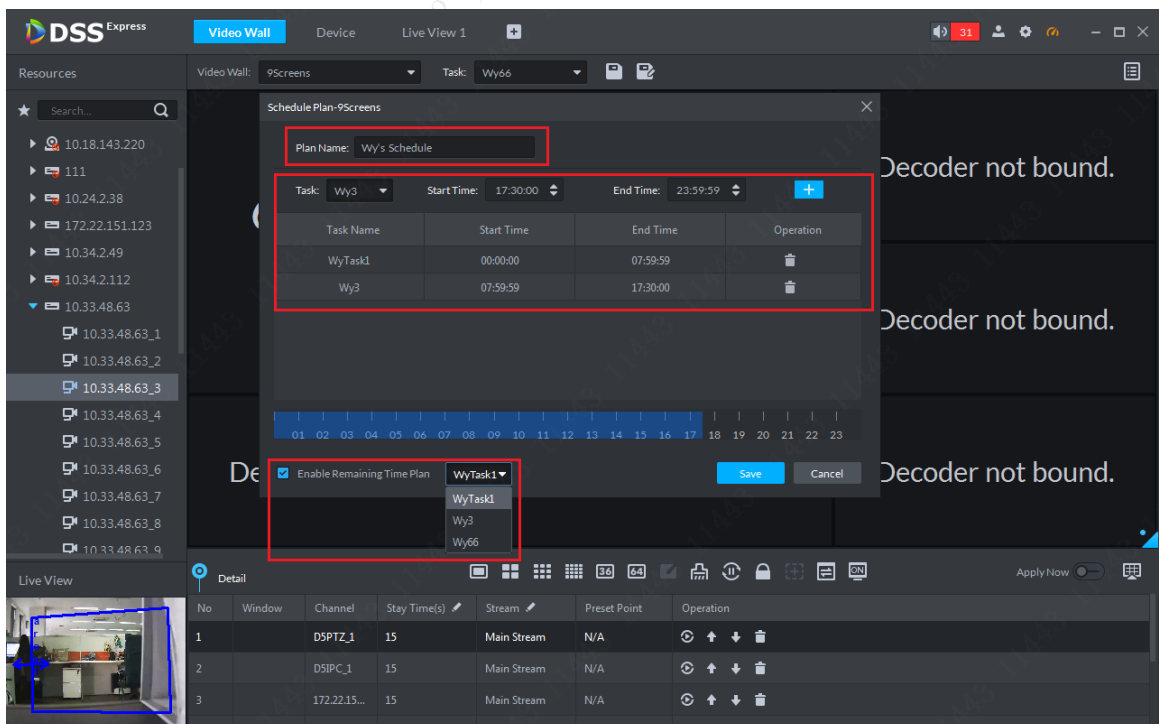 DSS Express
Video Wall Device Live View 1 31
Resources Video Wall: 9Screens Task: Wy66
Search...
10.18.143.220
111
10.24.2.38
172.22.151.123
10.34.2.49
10.34.2.112
10.33.48.63
10.33.48.63_1
10.33.48.63_2
10.33.48.63_3
10.33.48.63_4
10.33.48.63_5
10.33.48.63_6
10.33.48.63_7
10.33.48.63_8
10.33.48.63_9
Schedule Plan-9Screens
Plan Name: Wy's Schedule
Task: Wy3 Start Time: 17:30:00 End Time: 23:59:59
Task Name Start Time End Time Operation
WyTask1 00:00:00 07:59:59
Wy3 07:59:59 17:30:00
01 02 03 04 05 06 07 08 09 10 11 12 13 14 15 16 17 18 19 20 21 22 23
Enable Remaining Time Plan WyTask1 Save Cancel
WyTask1
Wy3
Wy66
Decoder not bound.
Decoder not bound.
De
Decoder not bound.
Live View
Detail 36 64 ON Apply Now
No Window Channel Stay Time(s) Stream Preset Point Operation
1 D5PTZ_1 15 Main Stream N/A
2 D5IPC_1 15 Main Stream N/A
3 172.22.15... 15 Main Stream N/A